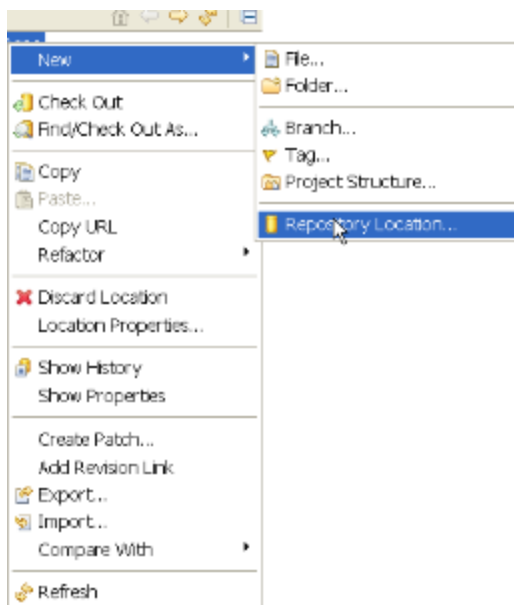 New
File...
Folder...
Check Out
Find/Check Out As...
Branch...
Tag...
Project Structure...
Copy
Paste...
Copy URL
Refactor
Repository Location...
Discard Location
Location Properties...
Show History
Show Properties
Create Patch...
Add Revision Link
Export...
Import...
Compare With
Refresh